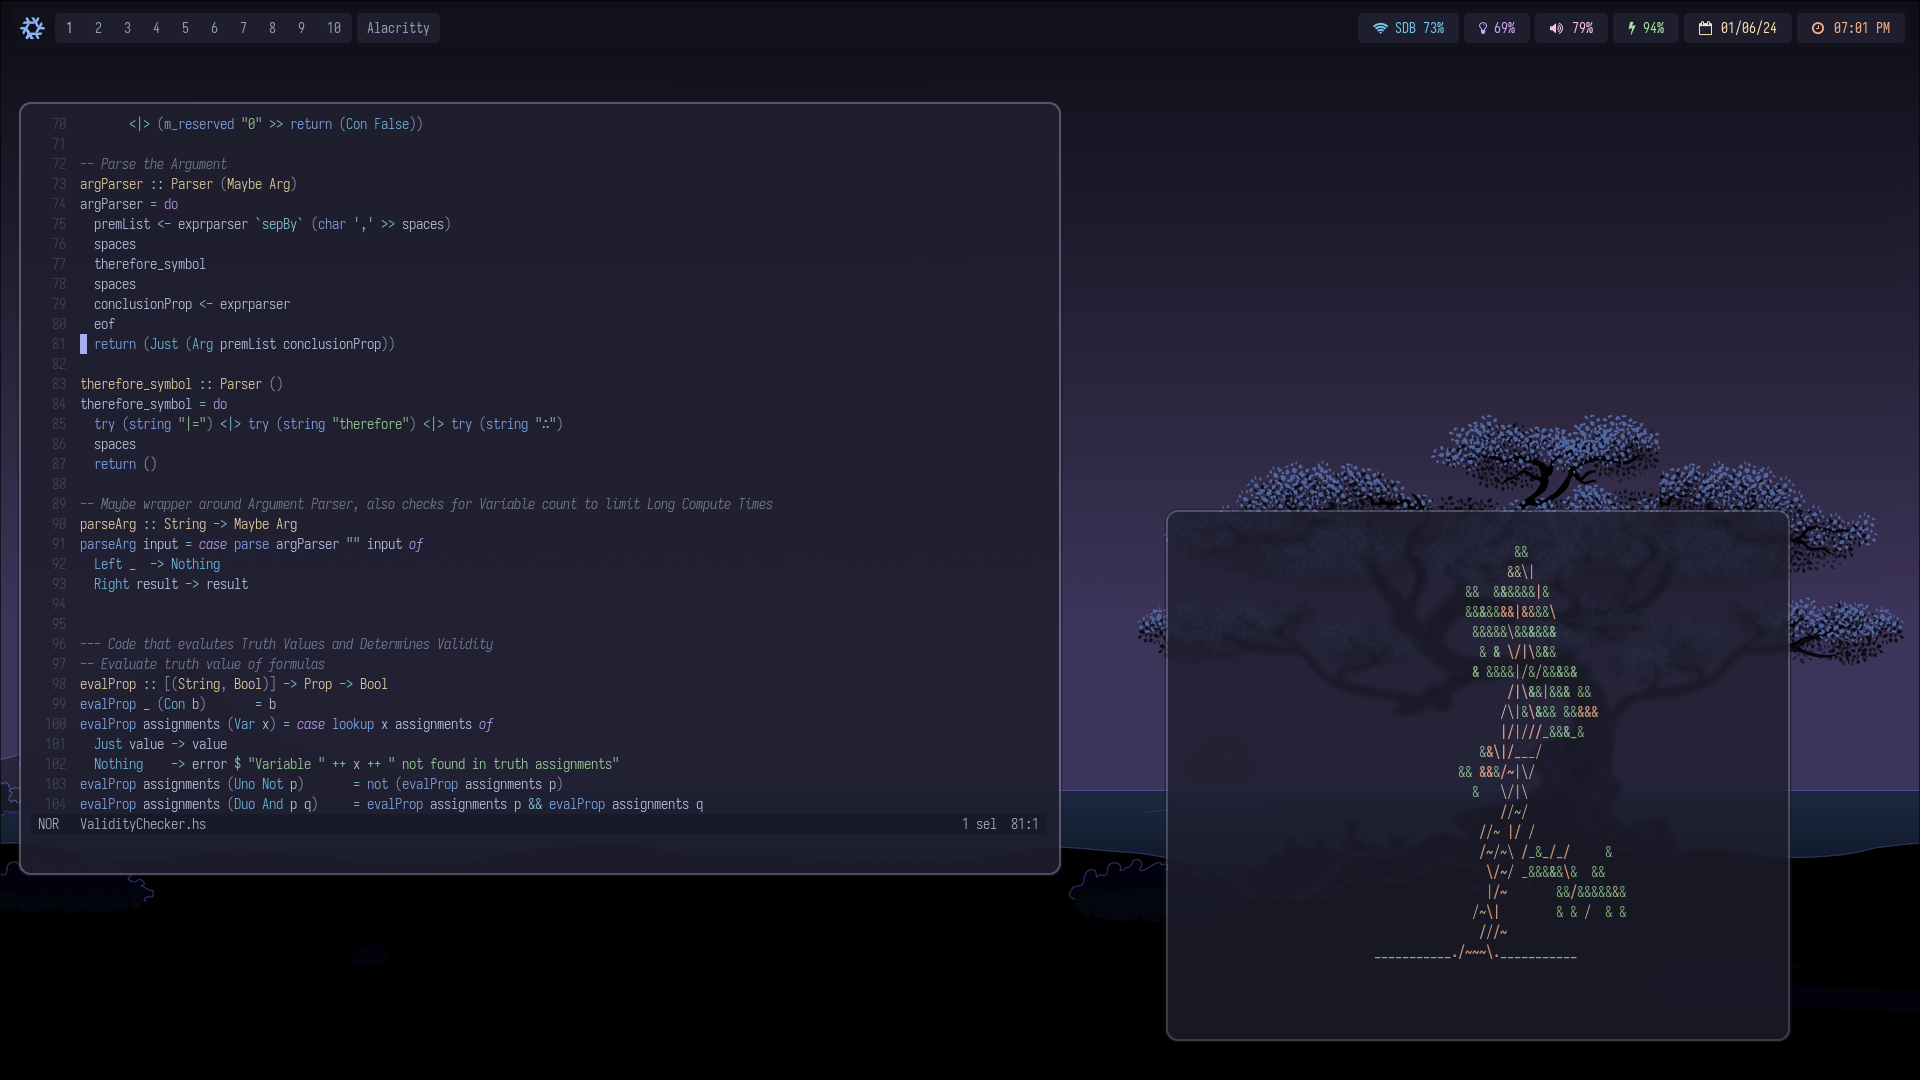 1 2 3 4 5 6 7 8 9 10 Alacritty SDB 73% 69% 79% 94% 01/06/24 07:01 PM
70        <|> (m_reserved "0" >> return (Con False))
71
72 -- Parse the Argument
73 argParser :: Parser (Maybe Arg)
74 argParser = do
75   premList <- exprparser `sepBy` (char ',' >> spaces)
76   spaces
77   therefore_symbol
78   spaces
79   conclusionProp <- exprparser
80   eof
81   return (Just (Arg premList conclusionProp))
82
83 therefore_symbol :: Parser ()
84 therefore_symbol = do
85   try (string "|=") <|> try (string "therefore") <|> try (string "∴")
86   spaces
87   return ()
88
89 -- Maybe wrapper around Argument Parser, also checks for Variable count to limit Long Compute Times
90 parseArg :: String -> Maybe Arg
91 parseArg input = case parse argParser "" input of
92   Left _  -> Nothing
93   Right result -> result
94
95
96 --- Code that evalutes Truth Values and Determines Validity
97 -- Evaluate truth value of formulas
98 evalProp :: [(String, Bool)] -> Prop -> Bool
99 evalProp _ (Con b)       = b
100 evalProp assignments (Var x) = case lookup x assignments of
101   Just value -> value
102   Nothing    -> error $ "Variable " ++ x ++ " not found in truth assignments"
103 evalProp assignments (Uno Not p)       = not (evalProp assignments p)
104 evalProp assignments (Duo And p q)     = evalProp assignments p && evalProp assignments q
NOR   ValidityChecker.hs   1 sel  81:1